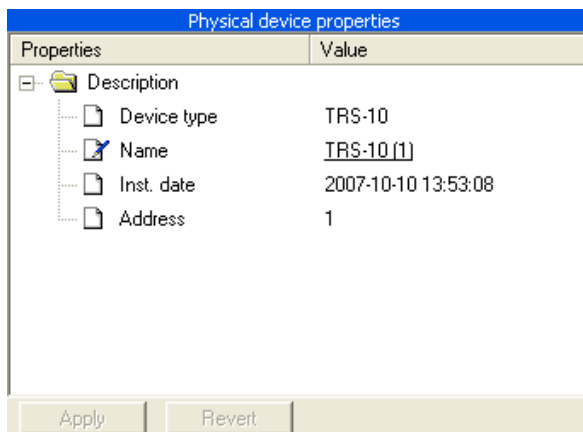 Physical device properties
Properties Value
Description
Device type TRS-10
Name TRS-10 (1)
Inst. date 2007-10-10 13:53:08
Address 1
Apply Revert